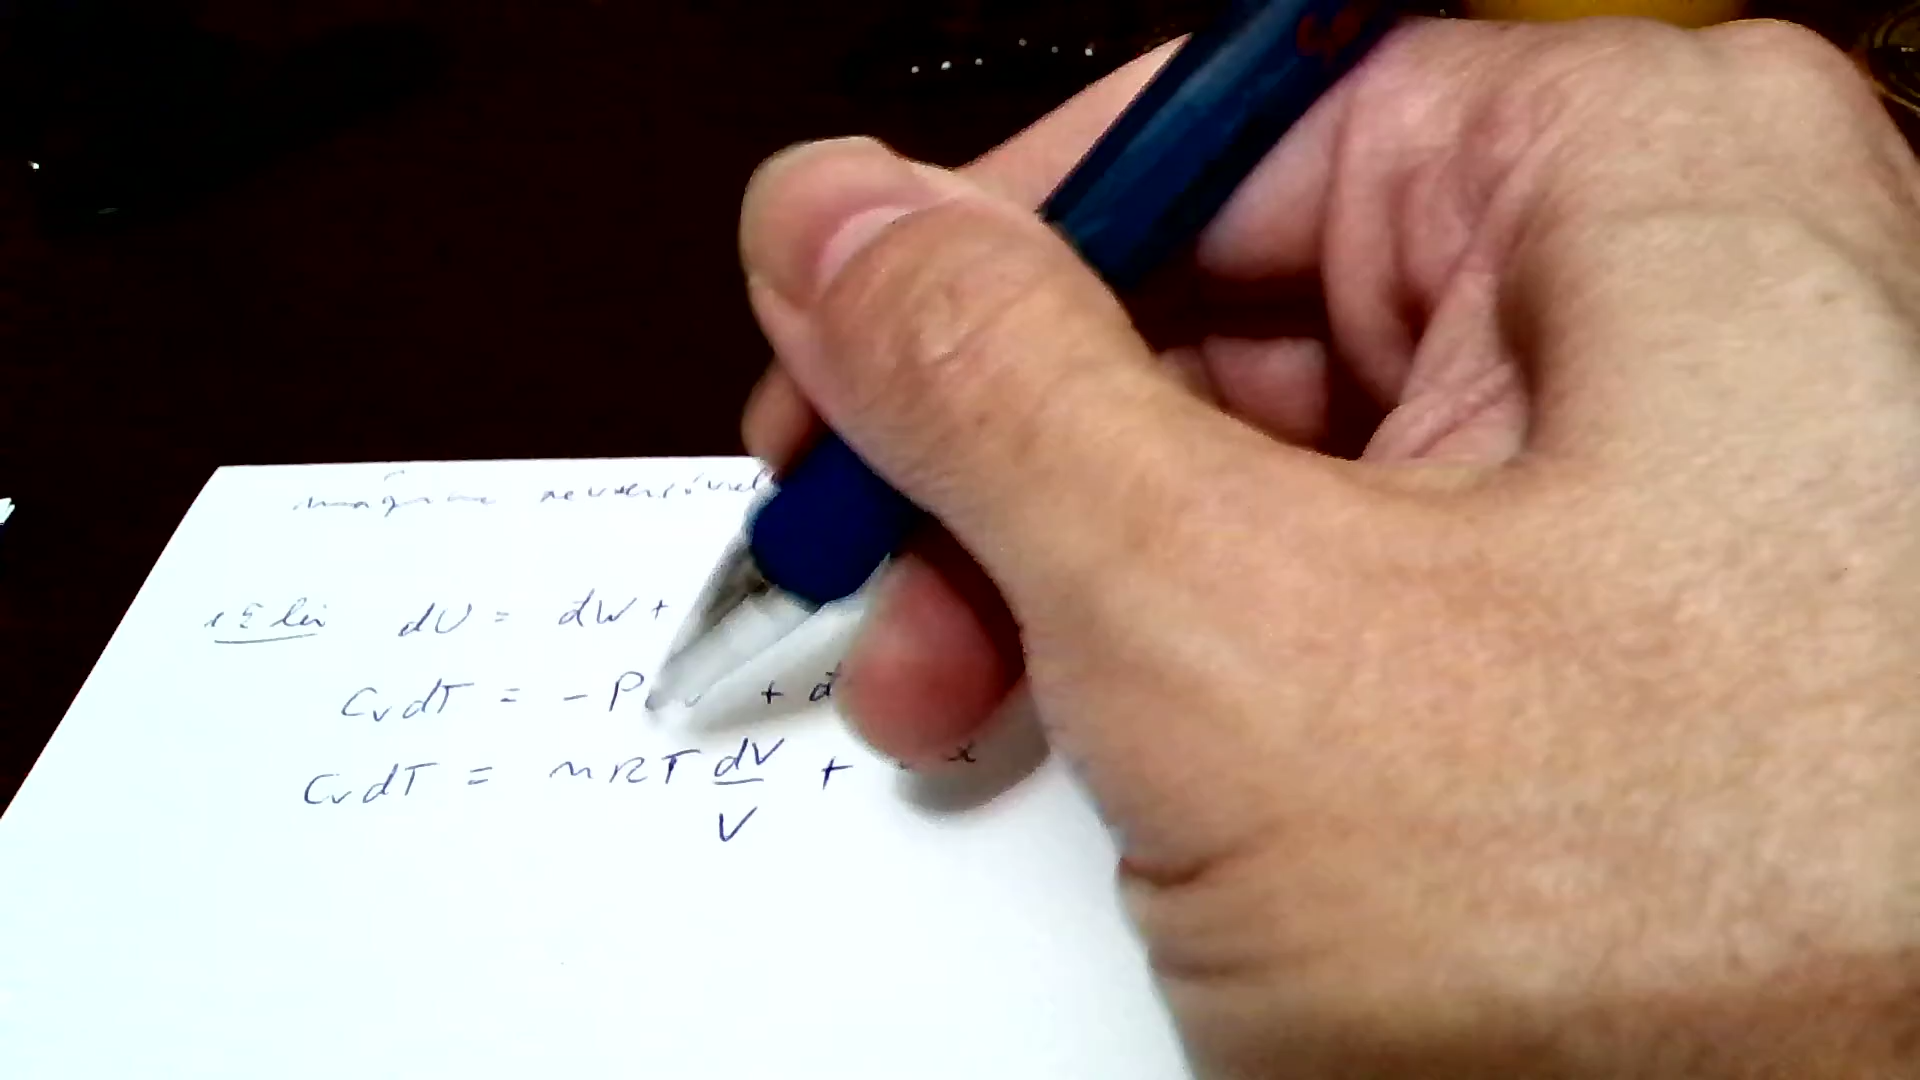 máquina reversível
1ª lei dU = dW +
CvdT = - P + d
CvdT = nRT dV/V +